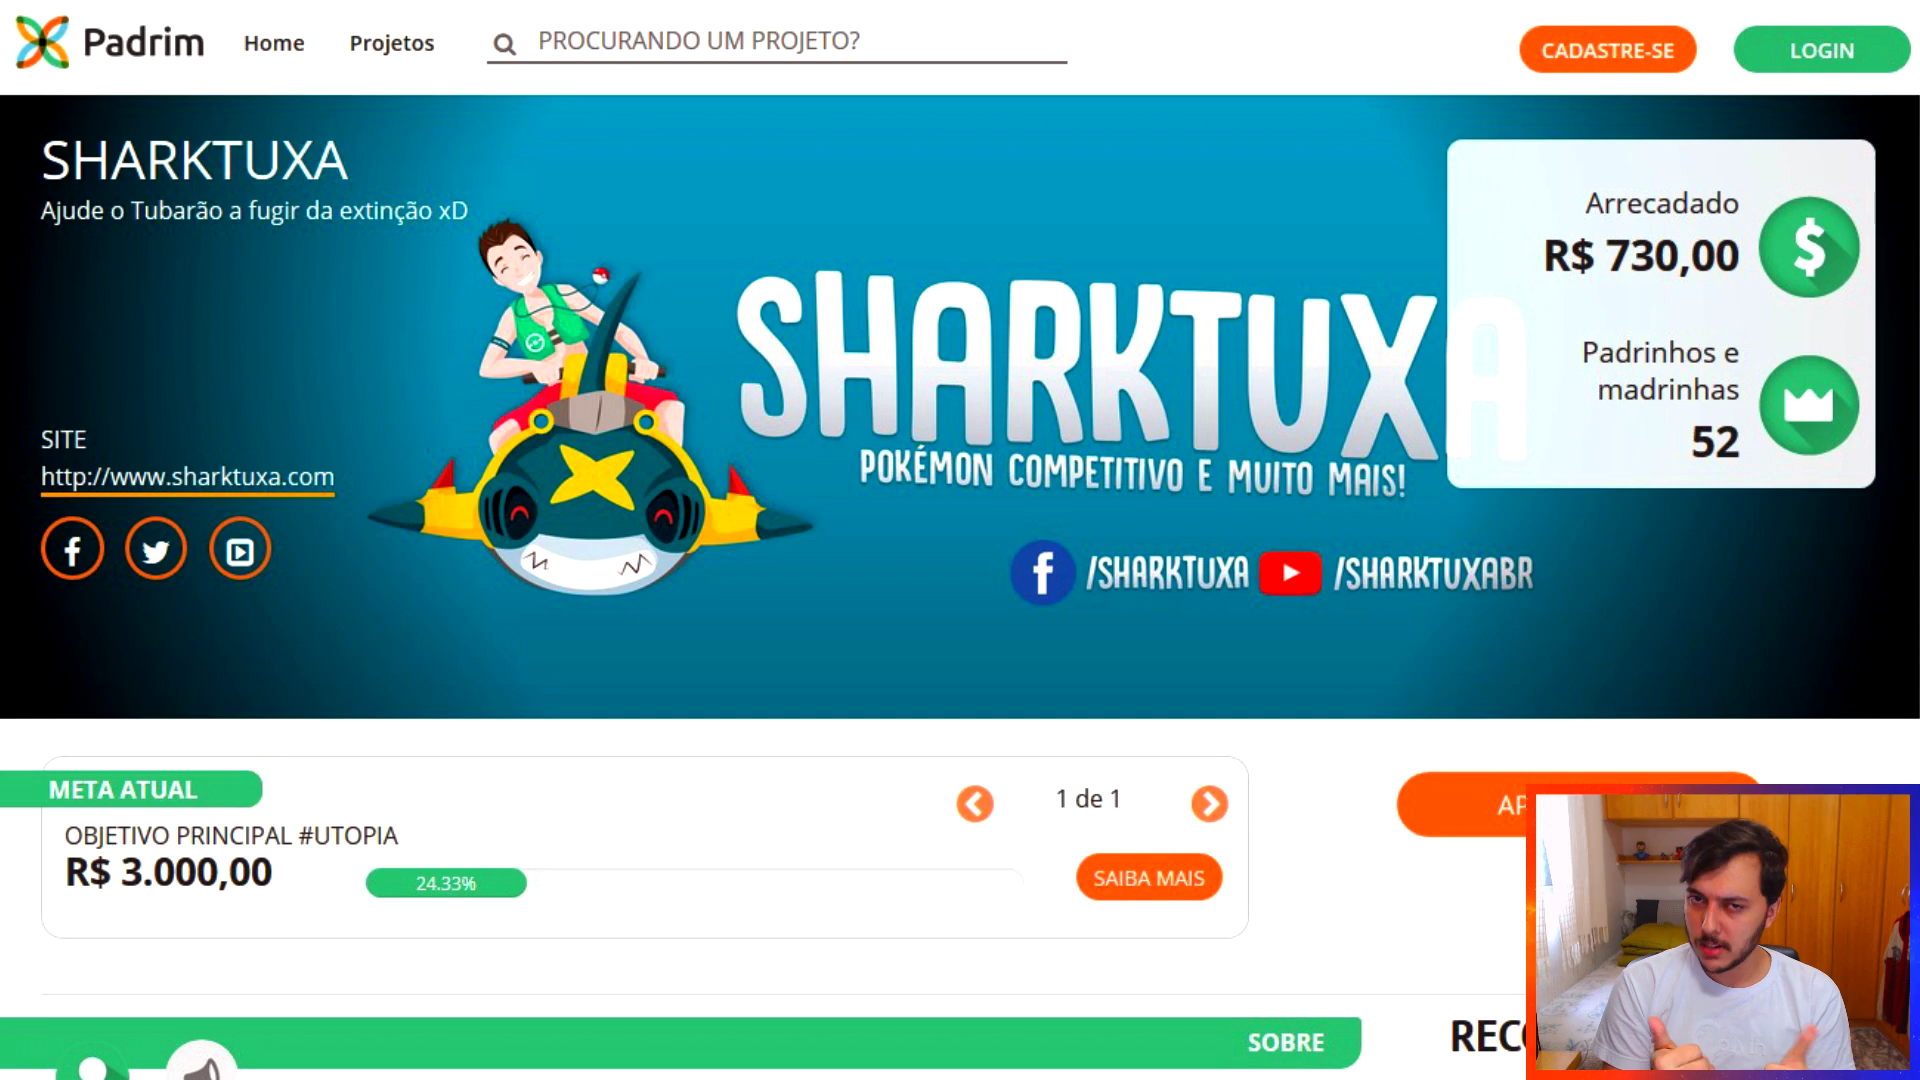 Padrim
Home
Projetos
PROCURANDO UM PROJETO?
CADASTRE-SE
LOGIN
SHARKTUXA
Ajude o Tubarão a fugir da extinção xD
SITE
http://www.sharktuxa.com
SHARKTUXA
POKÉMON COMPETITIVO E MUITO MAIS!
/SHARKTUXA
/SHARKTUXABR
Arrecadado
R$ 730,00
Padrinhos e
madrinhas
52
META ATUAL
OBJETIVO PRINCIPAL #UTOPIA
R$ 3.000,00
24.33%
1 de 1
SAIBA MAIS
SOBRE